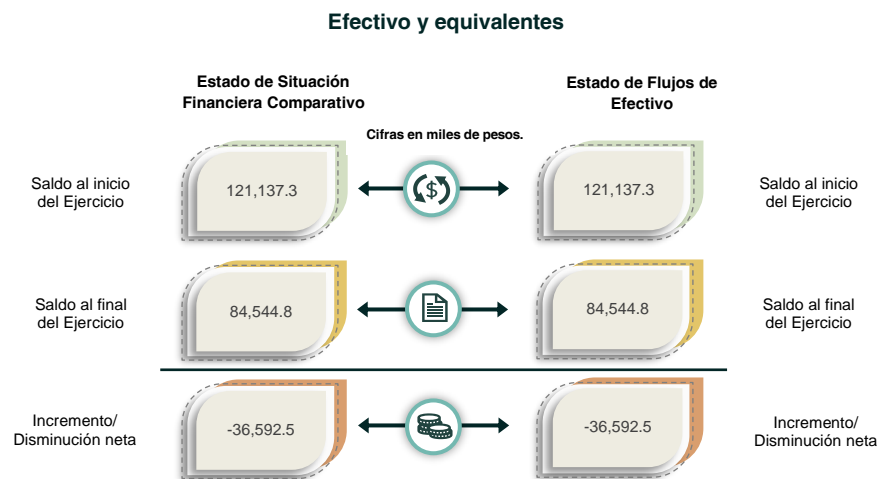 Efectivo y equivalentes
Estado de Situación
Financiera Comparativo
Estado de Flujos de
Efectivo
Cifras en miles de pesos.
Saldo al inicio
del Ejercicio
121,137.3
$
121,137.3
Saldo al inicio
del Ejercicio
Saldo al final
del Ejercicio
84,544.8
84,544.8
Saldo al final
del Ejercicio
Incremento/
Disminución neta
-36,592.5
-36,592.5
Incremento/
Disminución neta